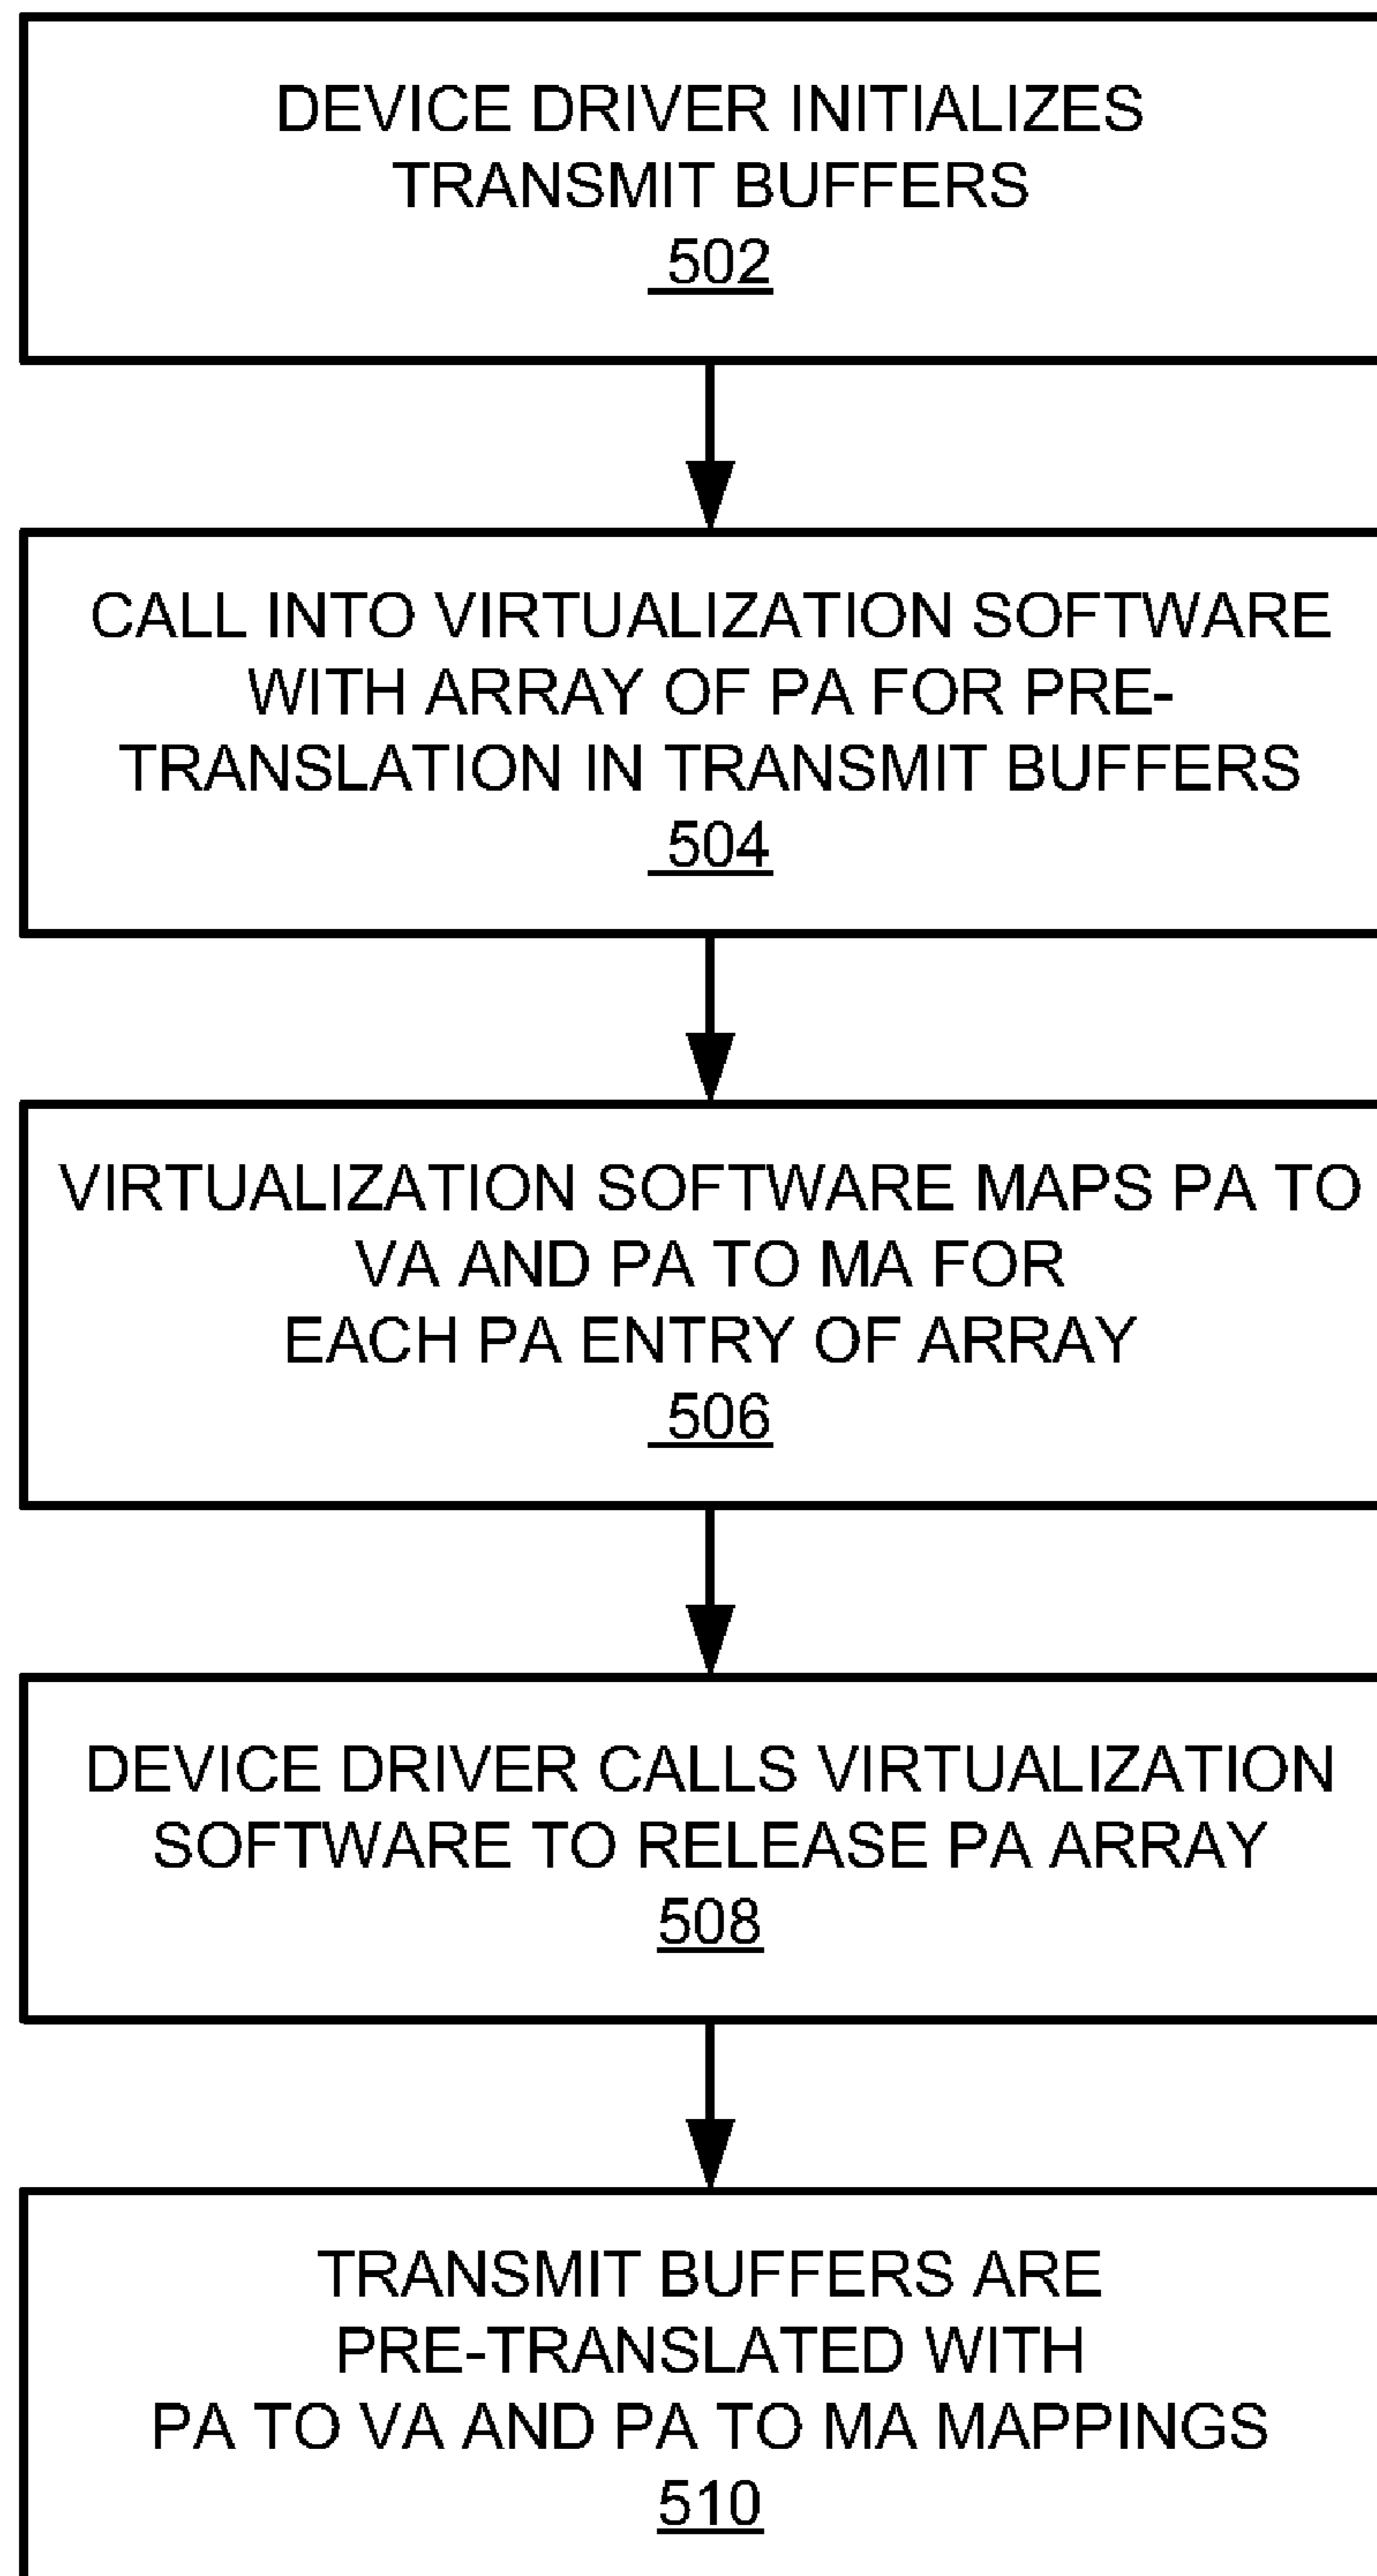 DEVICE DRIVER INITIALIZES
TRANSMIT BUFFERS
502
CALL INTO VIRTUALIZATION SOFTWARE
WITH ARRAY OF PA FOR PRE-
TRANSLATION IN TRANSMIT BUFFERS
504
VIRTUALIZATION SOFTWARE MAPS PA TO
VA AND PA TO MA FOR
EACH PA ENTRY OF ARRAY
506
DEVICE DRIVER CALLS VIRTUALIZATION
SOFTWARE TO RELEASE PA ARRAY
508
TRANSMIT BUFFERS ARE
PRE-TRANSLATED WITH
PA TO VA AND PA TO MA MAPPINGS
510